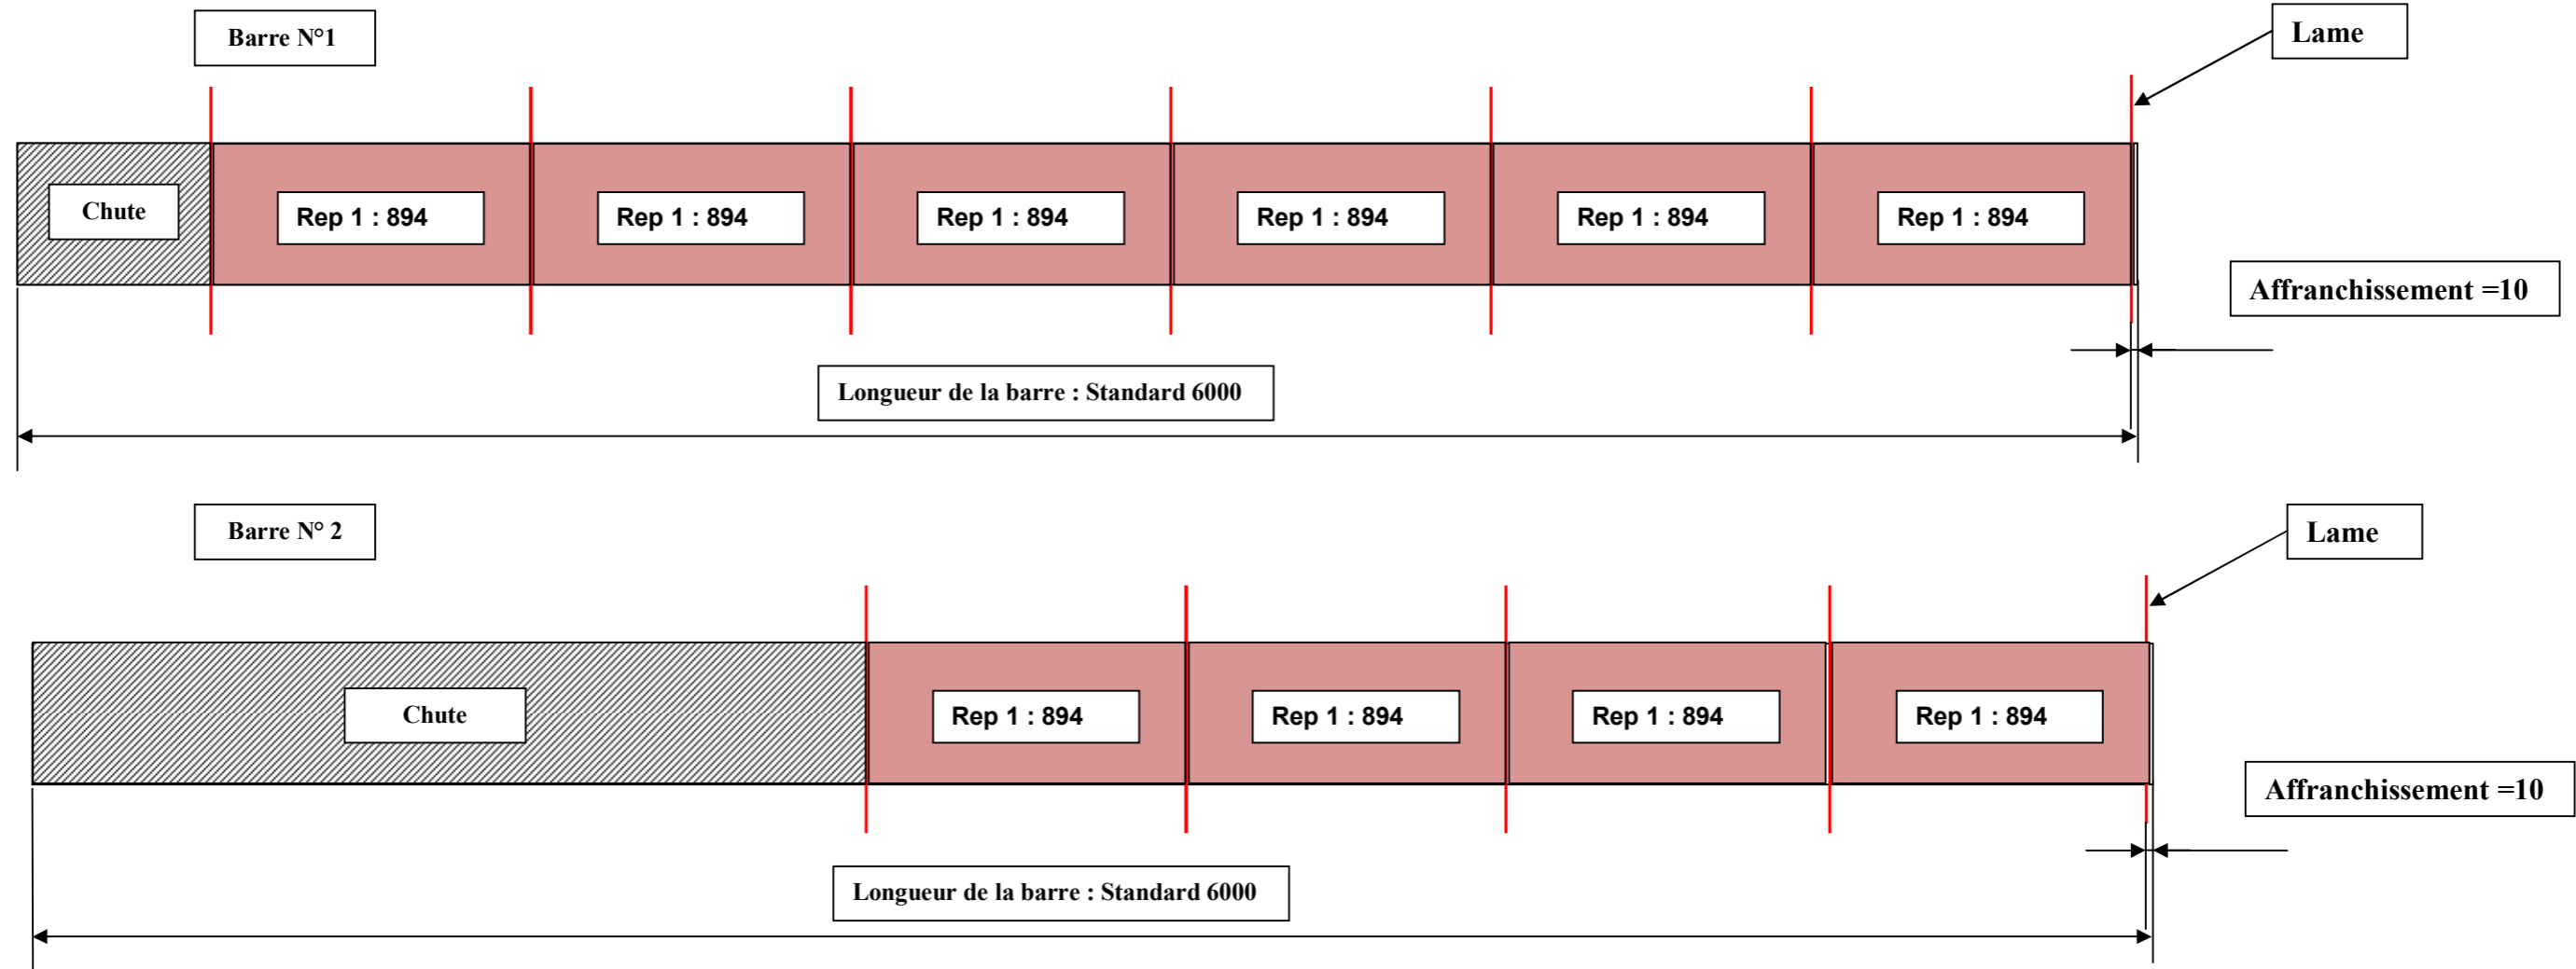 Barre N°1
Lame
Chute
Rep 1 : 894
Rep 1 : 894
Rep 1 : 894
Rep 1 : 894
Rep 1 : 894
Rep 1 : 894
Affranchissement =10
Longueur de la barre : Standard 6000
Barre N° 2
Lame
Chute
Rep 1 : 894
Rep 1 : 894
Rep 1 : 894
Rep 1 : 894
Affranchissement =10
Longueur de la barre : Standard 6000